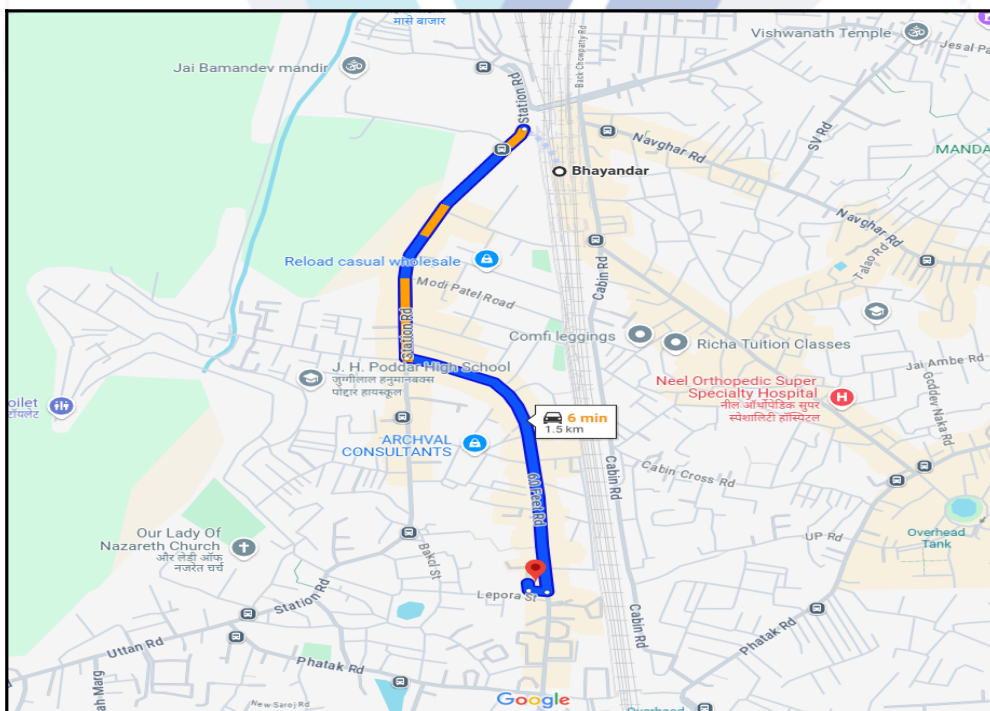 मासे बाजार
Vishwanath Temple
Jai Bamandev mandir
Station Rd
Back Chowpatty Rd
Jesal Pa
SV Rd
Navghar Rd
MANDA
Bhayandar
Navghar Rd
Talao Rd
Reload casual wholesale
Cabin Rd
Modi Patel Road
Station Rd
Comfi leggings
Richa Tuition Classes
J. H. Poddar High School
जुग्गीलाल हनुमानबक्स
पोद्दार हायस्कूल
Jai Ambe Rd
Goddev Naka Rd
Neel Orthopedic Super
Specialty Hospital
नील ऑर्थोपेडिक सुपर
स्पेशालिटी हॉस्पिटल
H
oilet
टॉयलेट
6 min
1.5 km
ARCHVAL
CONSULTANTS
Cabin Rd
Cabin Cross Rd
60 Feet Rd
Our Lady Of
Nazareth Church
और लेडी ऑफ
नजरेत चर्च
Bakol St
UP Rd
Overhead
Tank
Lepora St
Station Rd
Cabin Rd
Uttan Rd
Phatak Rd
Phatak Rd
ah-Marg
New Saroj Rd
Google
Overhead